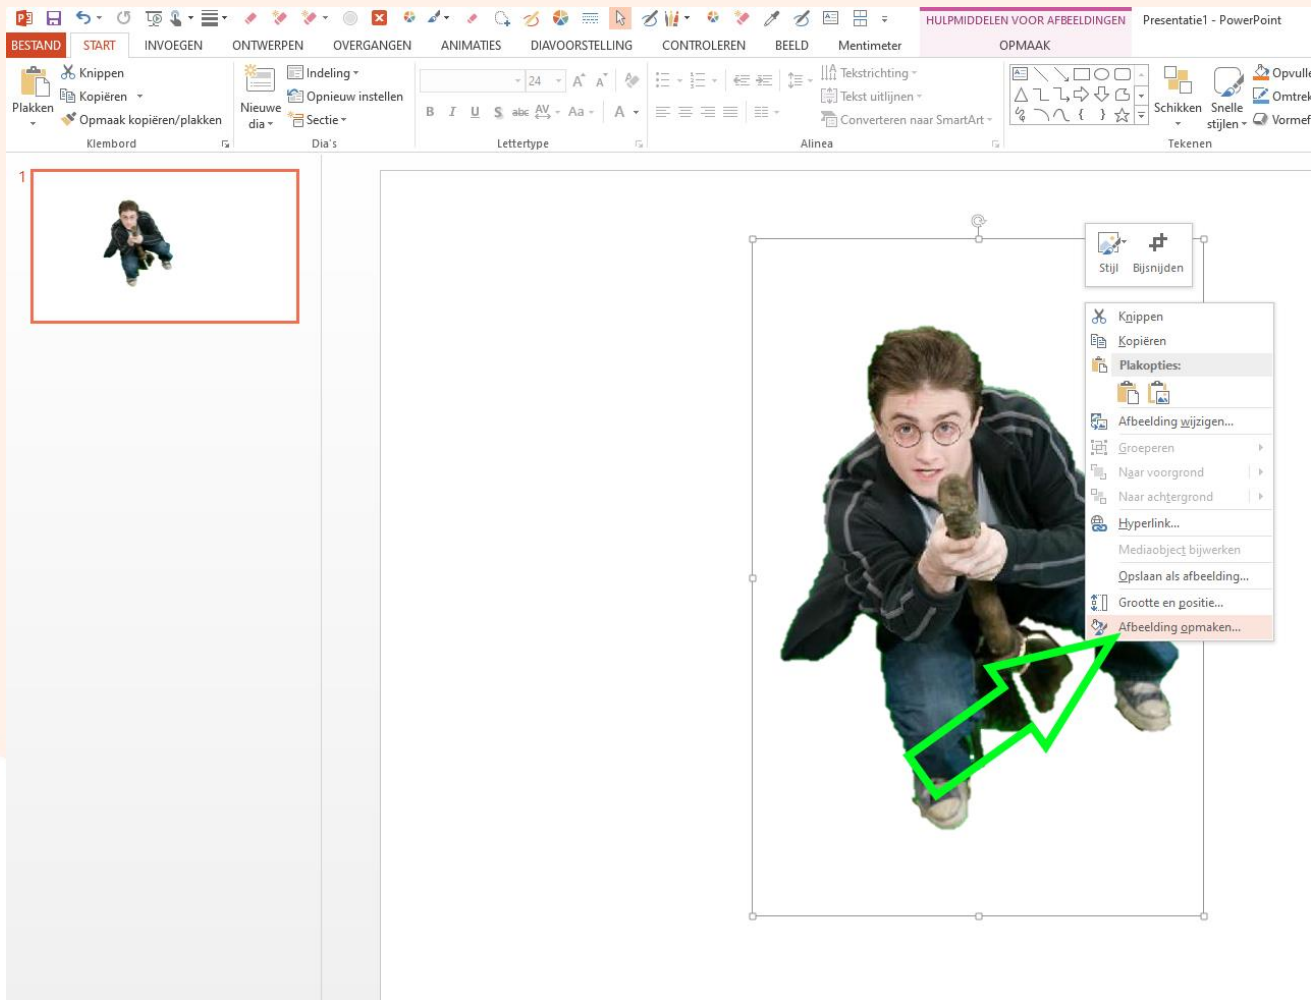 HULPMIDDELEN VOOR AFBEELDINGEN Presentatie1 - PowerPoint
BESTAND START INVOEGEN ONTWERPEN OVERGANGEN ANIMATIES DIAVOORSTELLING CONTROLEREN BEELD Mentimeter OPMAAK
Plakken
Knippen
Kopiëren
Opmaak kopiëren/plakken
Klembord
Nieuwe
dia
Indeling
Opnieuw instellen
Sectie
Dia's
24 A A
B I U S abc AV Aa A
Lettertype
Tekstrichting
Tekst uitlijnen
Converteren naar SmartArt
Alinea
Schikken
Snelle
stijlen
Opvulle
Omtrek
Vormef
Tekenen
1
Stijl Bijsnijden
Knippen
Kopiëren
Plakopties:
Afbeelding wijzigen...
Groeperen
Naar voorgrond
Naar achtergrond
Hyperlink...
Mediaobject bijwerken
Opslaan als afbeelding...
Grootte en positie...
Afbeelding opmaken...